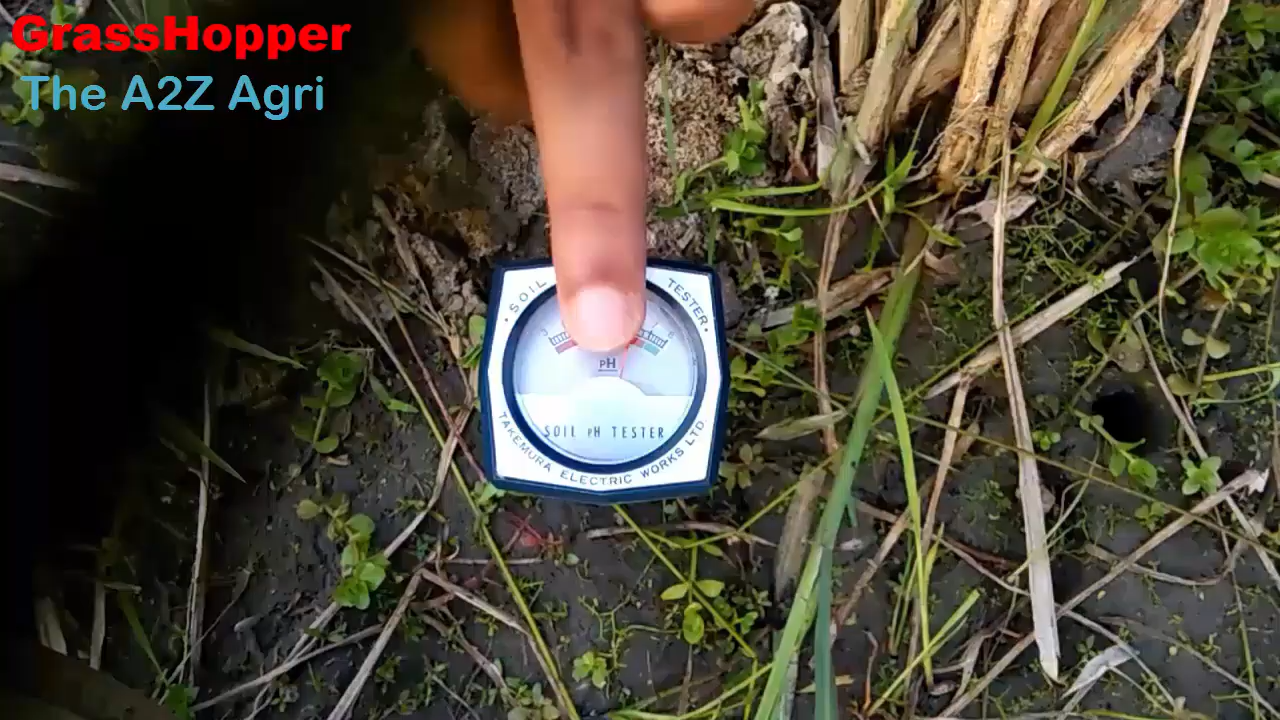 GrassHopper
The A2Z Agri
SOIL TESTER
pH
SOIL pH TESTER
TAKEMURA ELECTRIC WORKS LTD